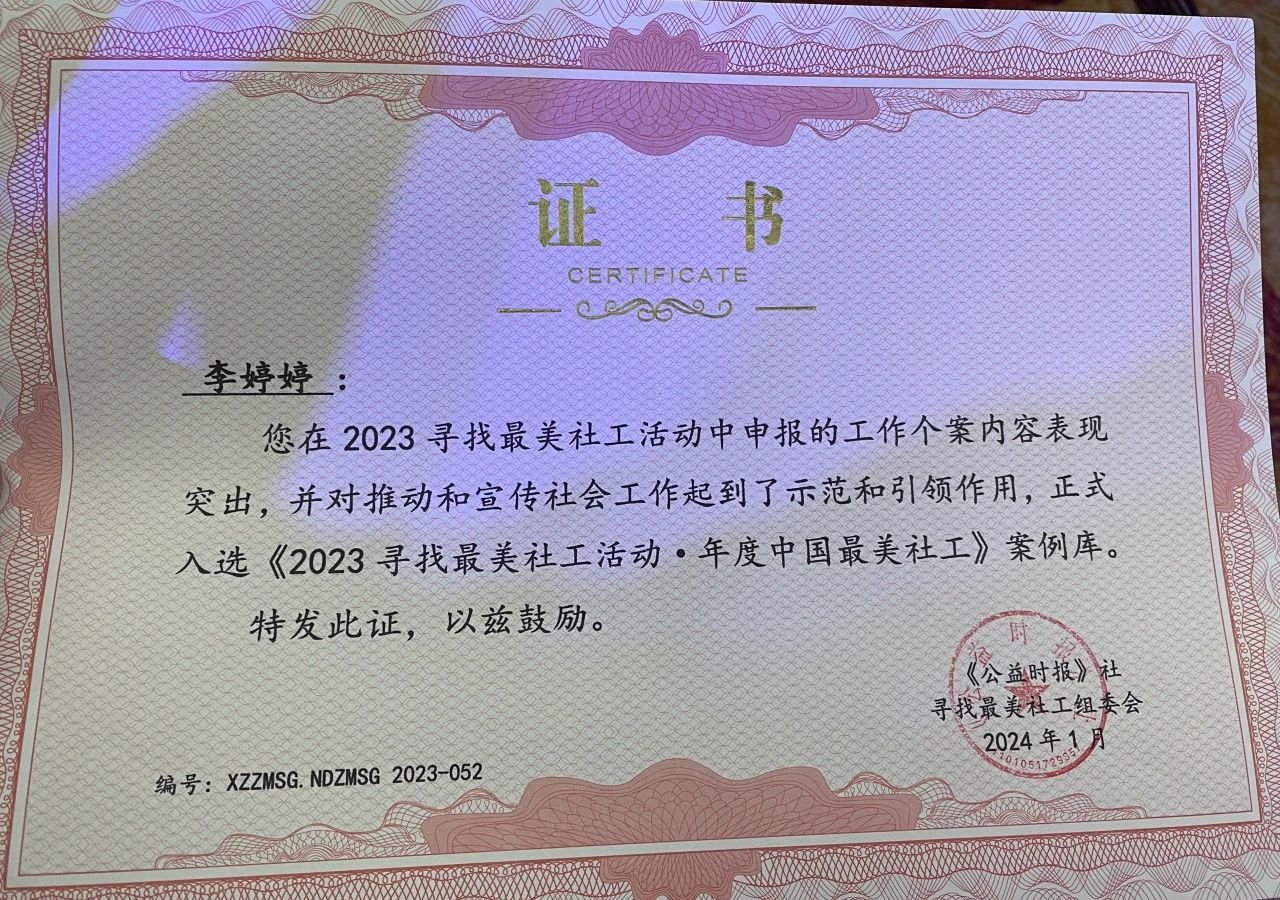 证 书
CERTIFICATE
李婷婷：
您在 2023 寻找最美社工活动中申报的工作个案内容表现
突出，并对推动和宣传社会工作起到了示范和引领作用，正式
入选《2023 寻找最美社工活动·年度中国最美社工》案例库。
特发此证，以兹鼓励。
《公益时报》社
寻找最美社工组委会
2024 年 1 月
编号：XZZMSG.NDZMSG 2023-052